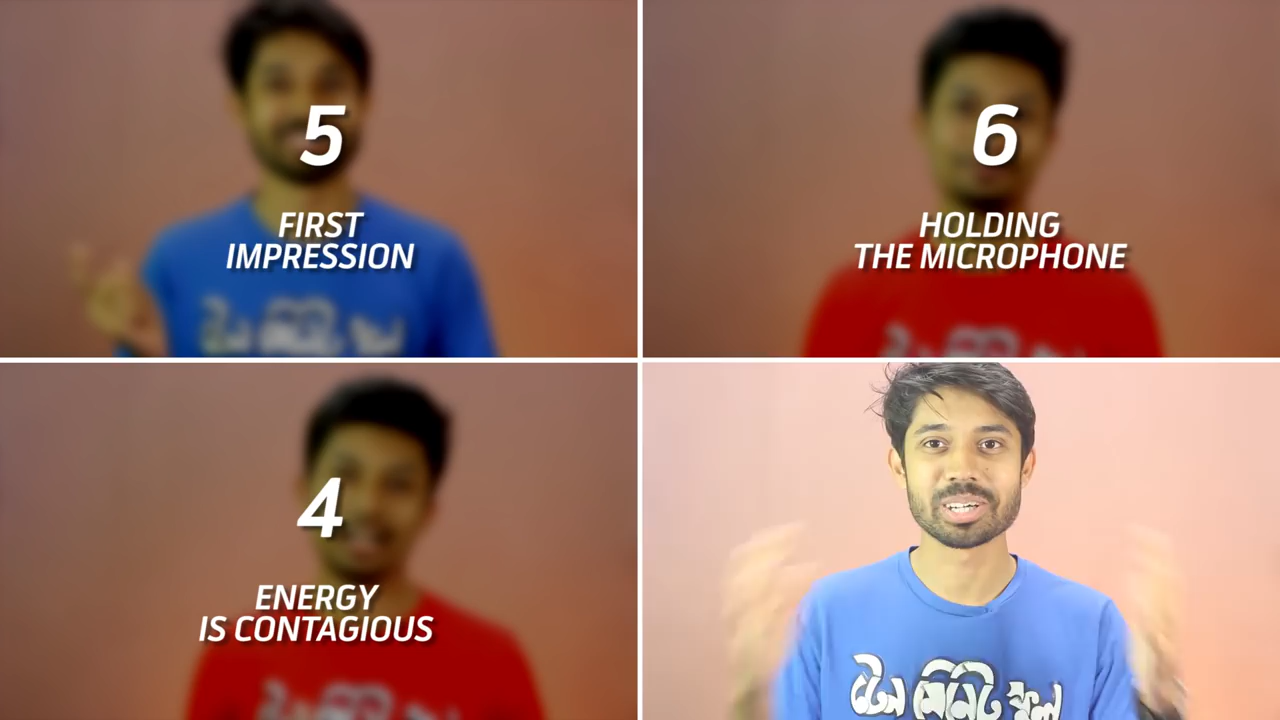 5
FIRST
IMPRESSION
6
HOLDING
THE MICROPHONE
4
ENERGY
IS CONTAGIOUS
টেন মিনিট স্কুল